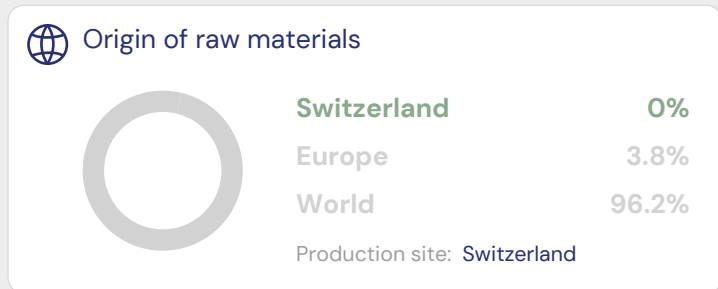 Origin of raw materials
Switzerland 0%
Europe 3.8%
World 96.2%
Production site: Switzerland